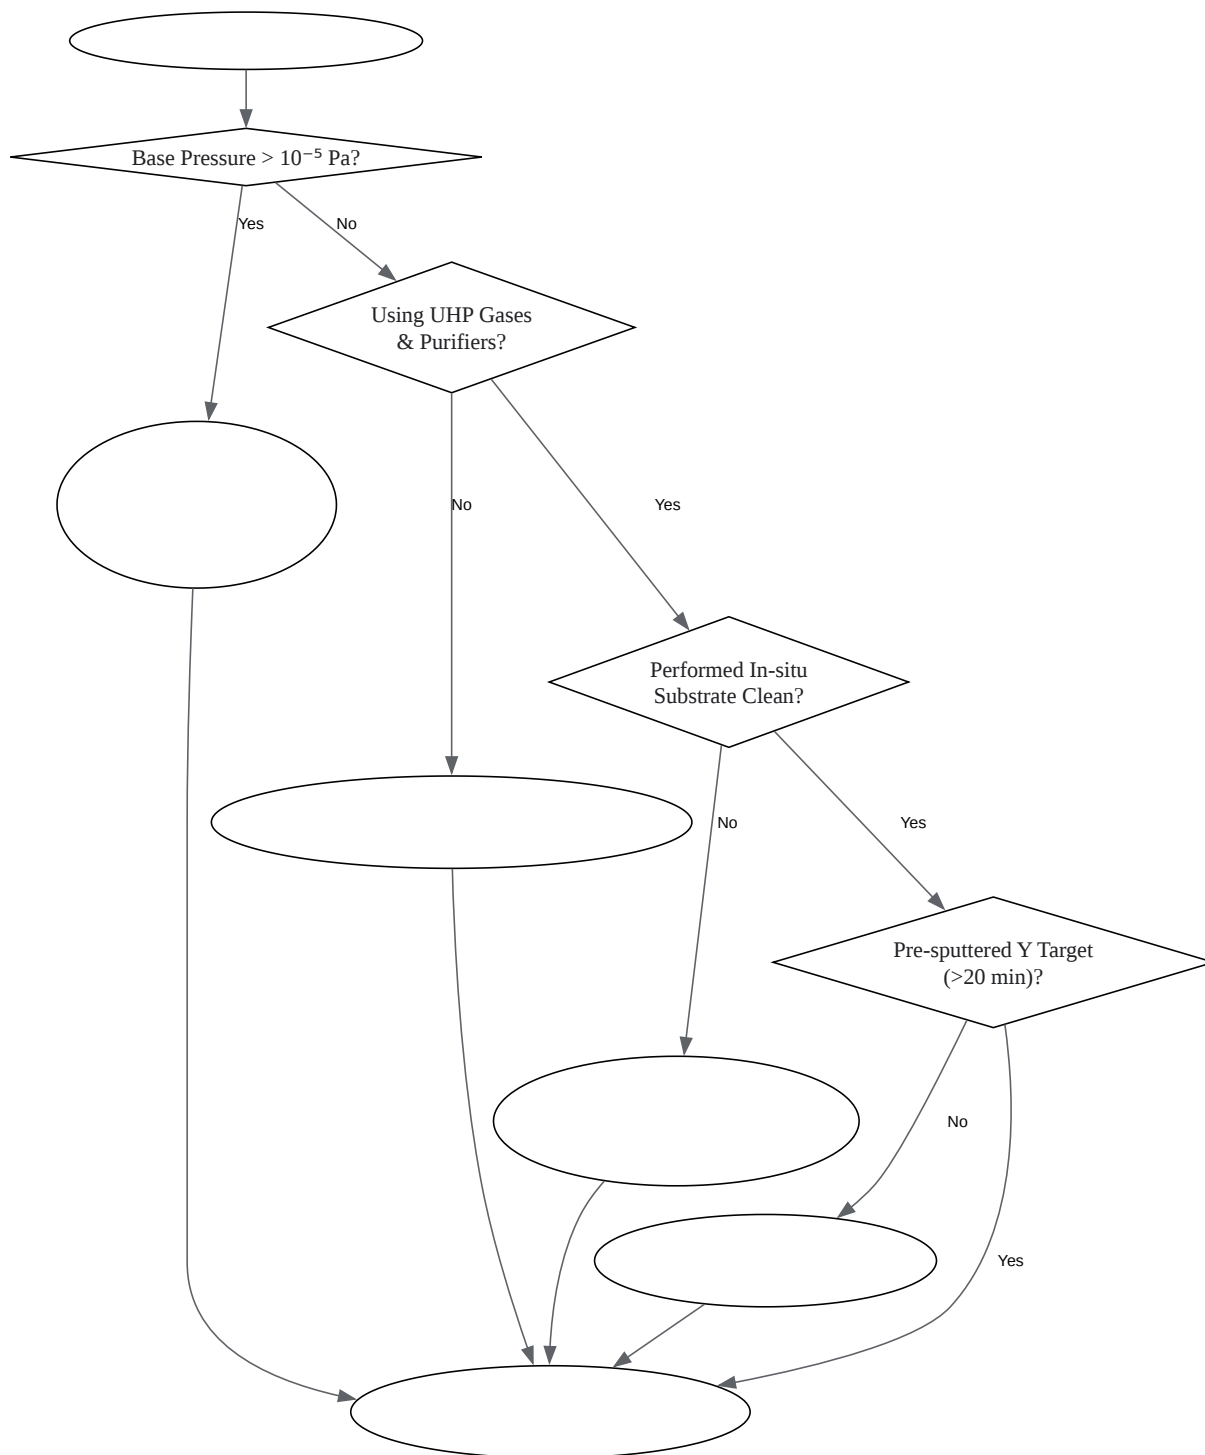 Base Pressure > 10⁻⁵ Pa?
Yes
No
Using UHP Gases
& Purifiers?
No
Yes
Performed In-situ
Substrate Clean?
No
Yes
Pre-sputtered Y Target
(>20 min)?
No
Yes